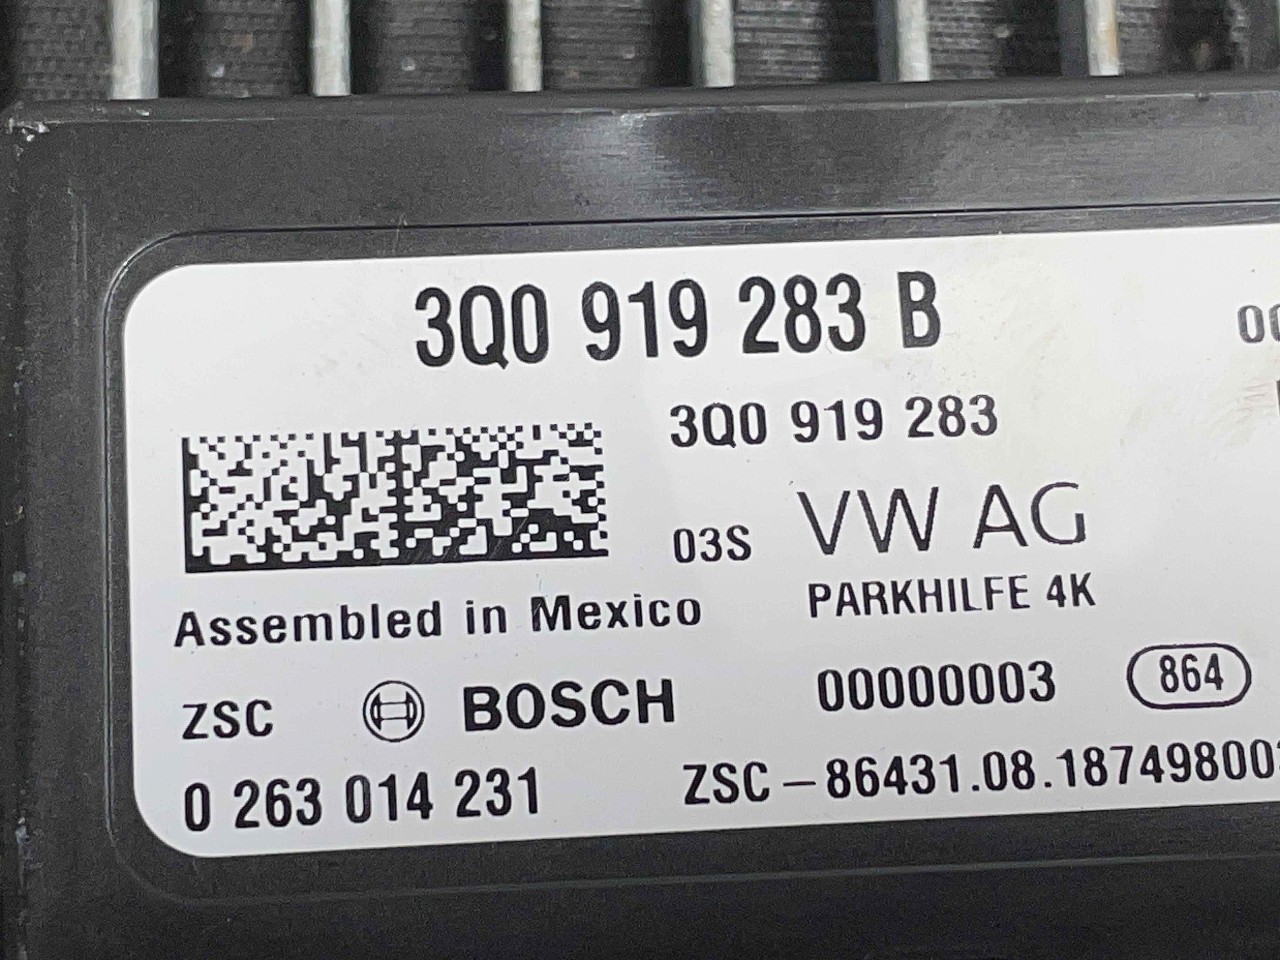 3Q0 919 283 B
3Q0 919 283
03S VW AG
PARKHILFE 4K
Assembled in Mexico
ZSC BOSCH 00000003 864
0 263 014 231 ZSC-86431.08.187498003